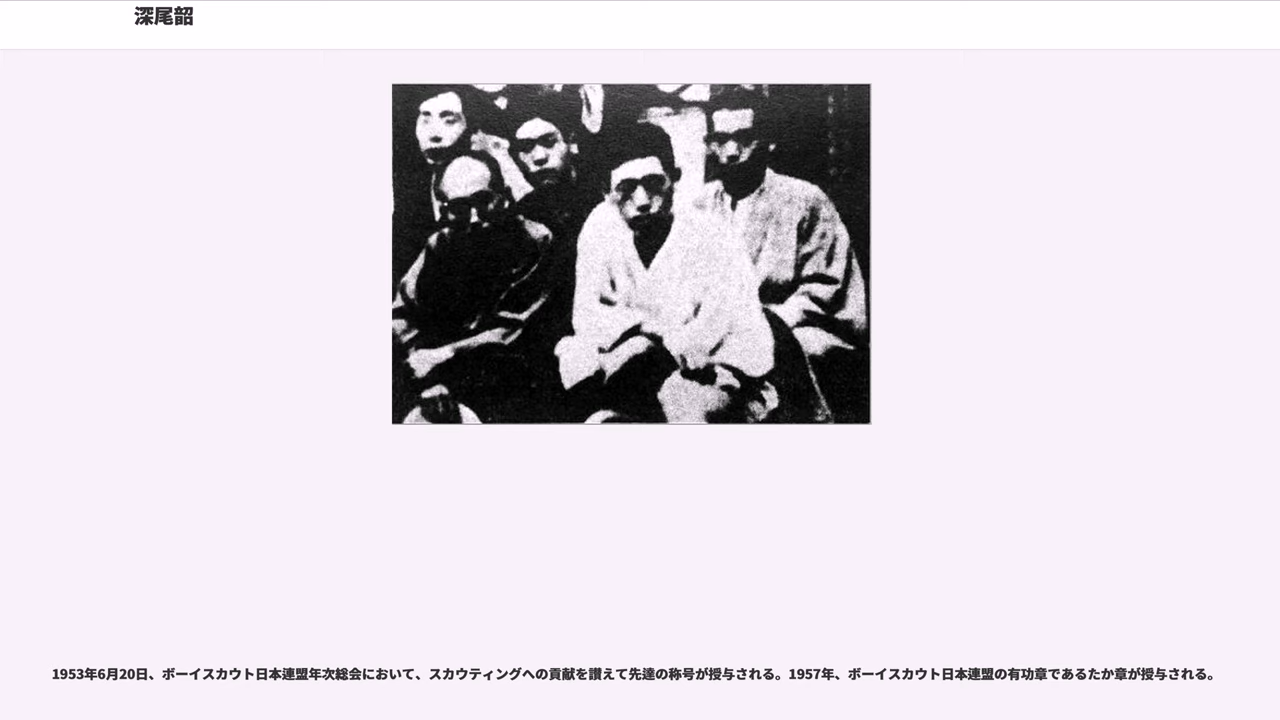 深尾韶
1953年6月20日、ボーイスカウト日本連盟年次総会において、スカウティングへの貢献を讃えて先達の称号が授与される。1957年、ボーイスカウト日本連盟の有功章であるたか章が授与される。